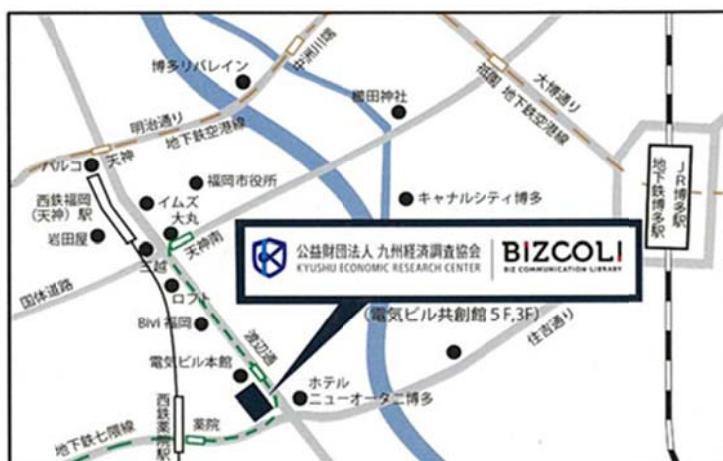 中洲川端
博多リバレイン
明治通り
地下鉄空港線
櫛田神社
祇園
大博通り
地下鉄空港線
パルコ
天神
西鉄福岡
(天神)駅
福岡市役所
イムズ
大丸
キャナルシティ博多
JR博多駅
地下鉄博多駅
岩田屋
天神南
三越
公益財団法人 九州経済調査協会
KYUSHU ECONOMIC RESEARCH CENTER
BIZCOLI
BIZ COMMUNICATION LIBRARY
国体道路
ロフト
(電気ビル共創館5F,3F)
Bivi 福岡
渡辺通
住吉通り
電気ビル本館
ホテル
ニューオータニ博多
西鉄薬院駅
薬院
地下鉄七隈線